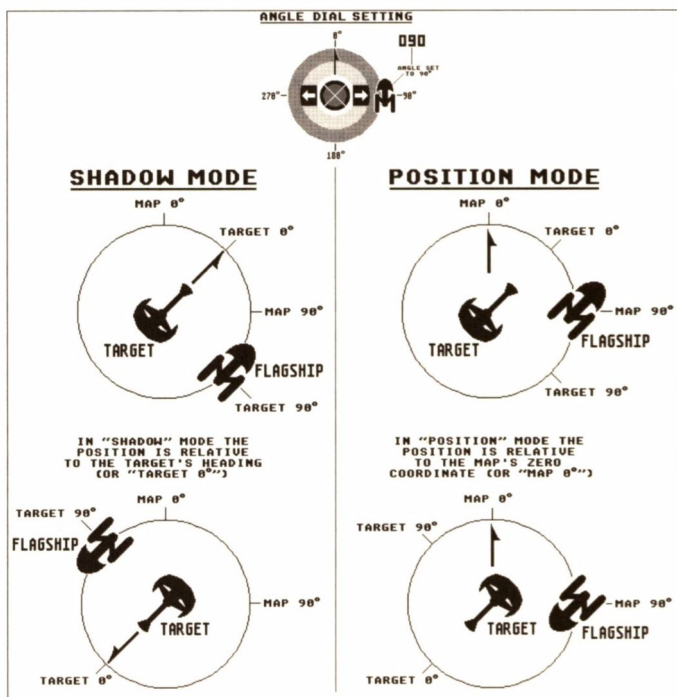 ANGLE DIAL SETTING
0°
090
ANGLE SET
TO 90°
270°
90°
180°
SHADOW MODE
MAP 0°
TARGET 0°
MAP 90°
TARGET
FLAGSHIP
TARGET 90°
IN "SHADOW" MODE THE
POSITION IS RELATIVE
TO THE TARGET'S HEADING
(OR "TARGET 0°")
MAP 0°
TARGET 90°
FLAGSHIP
MAP 90°
TARGET
TARGET 0°
POSITION MODE
MAP 0°
TARGET 0°
MAP 90°
TARGET
FLAGSHIP
TARGET 90°
IN "POSITION" MODE THE
POSITION IS RELATIVE
TO THE MAP'S ZERO
COORDINATE (OR "MAP 0°")
MAP 0°
TARGET 90°
MAP 90°
TARGET
FLAGSHIP
TARGET 0°